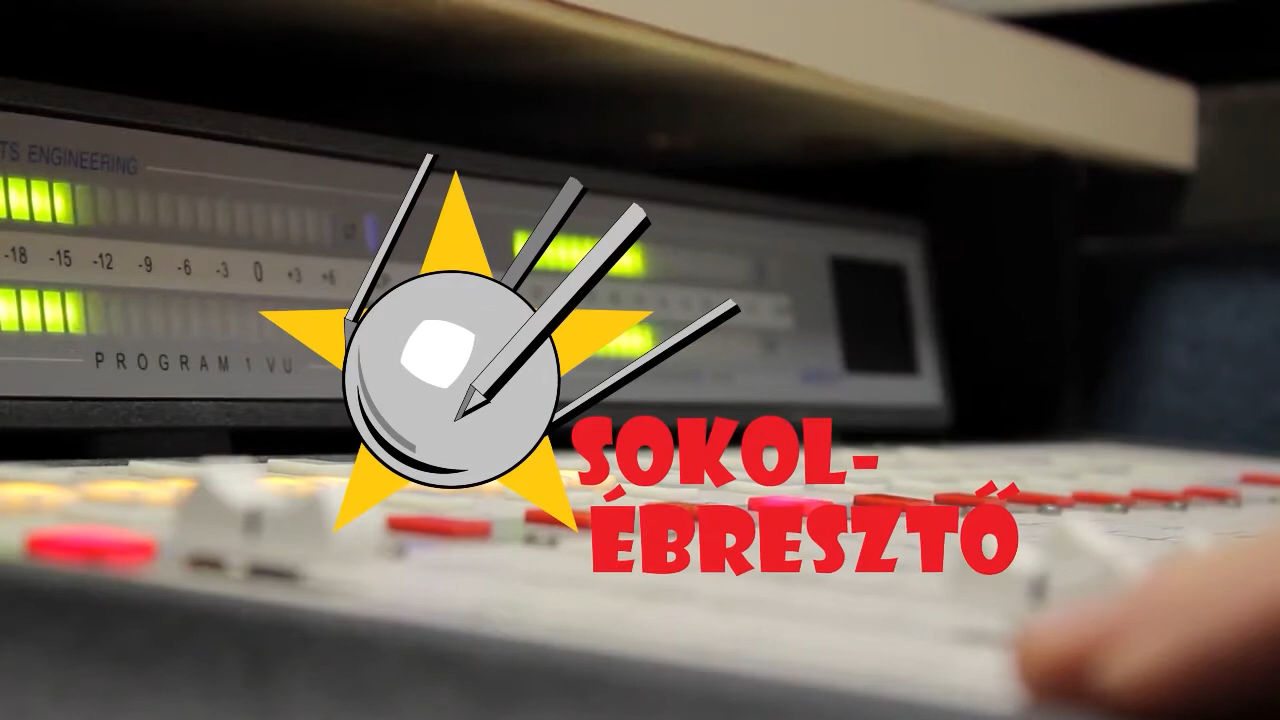 TS ENGINEERING
-18 -15 -12 -9 -6 -3 0 +3 +6
PROGRAM 1 VU
SOKOL-
ÉBRESZTŐ